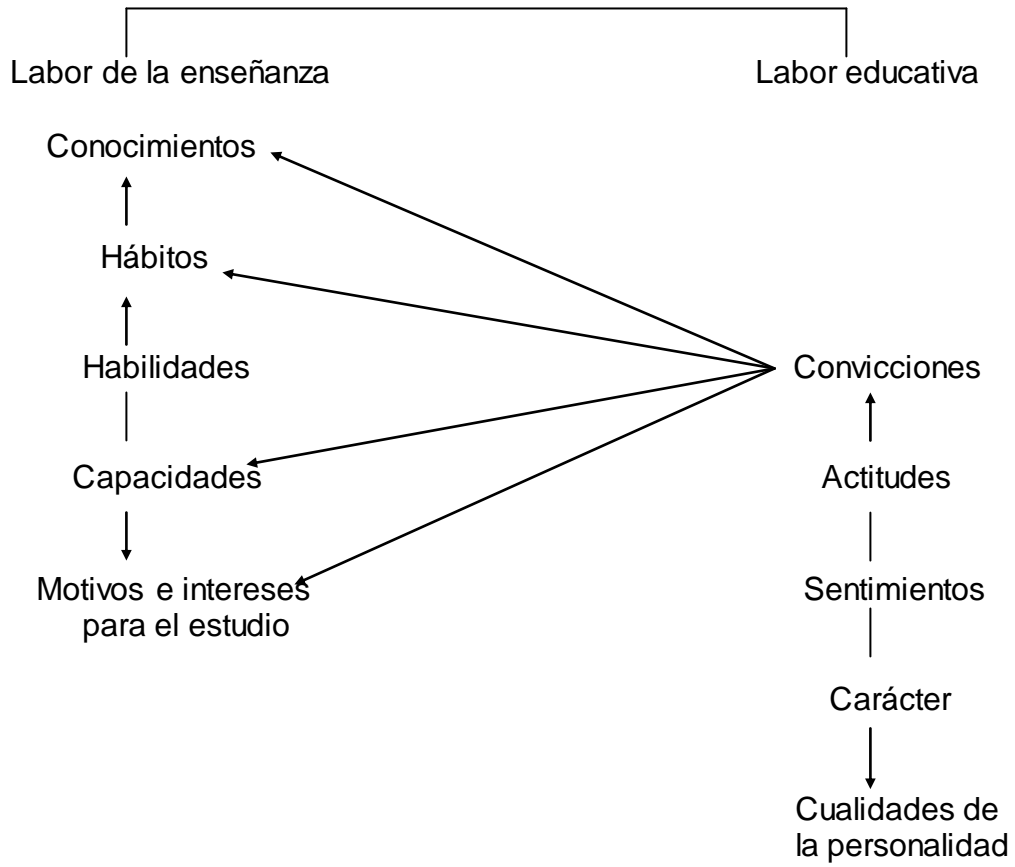 Labor de la enseñanza
Labor educativa
Conocimientos
Hábitos
Habilidades
Convicciones
Capacidades
Actitudes
Motivos e intereses
para el estudio
Sentimientos
Carácter
Cualidades de
la personalidad